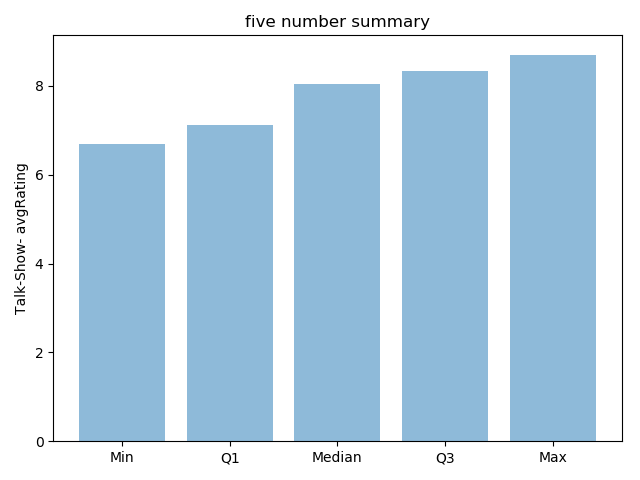 five number summary
Talk-Show- avgRating
8
6
4
2
0
Min Q1 Median Q3 Max